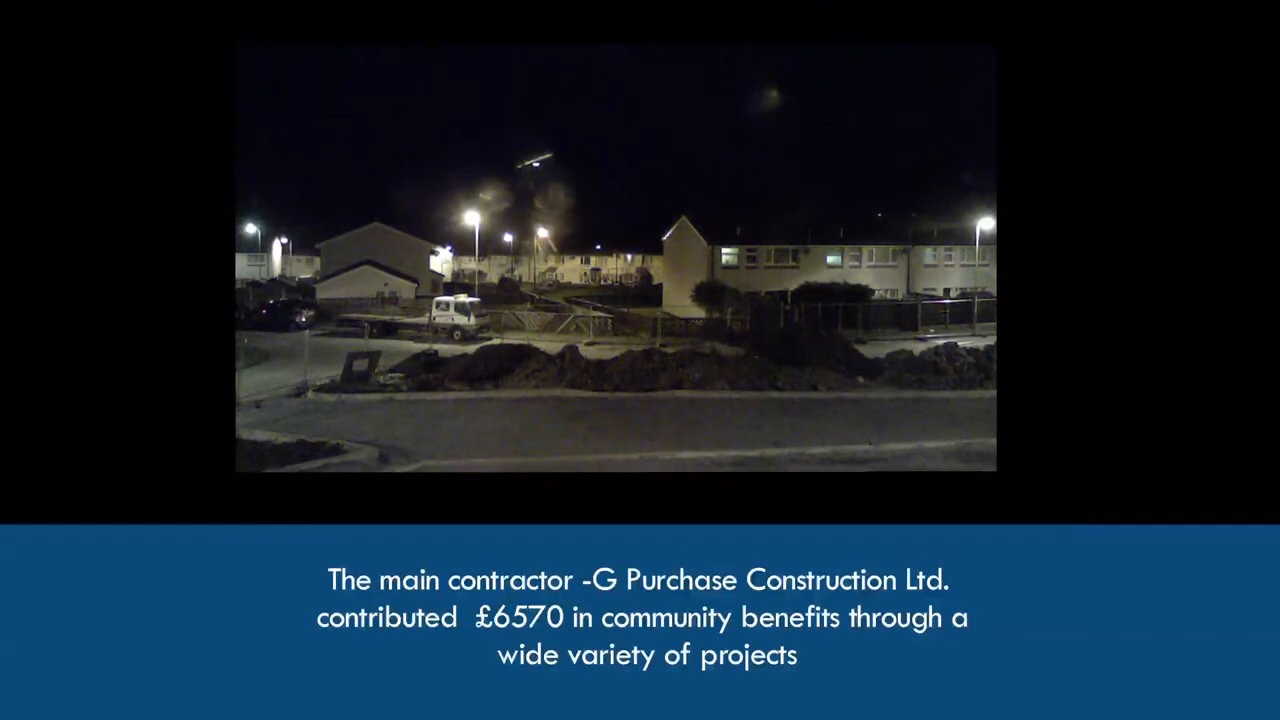 The main contractor -G Purchase Construction Ltd.
contributed  £6570 in community benefits through a
wide variety of projects